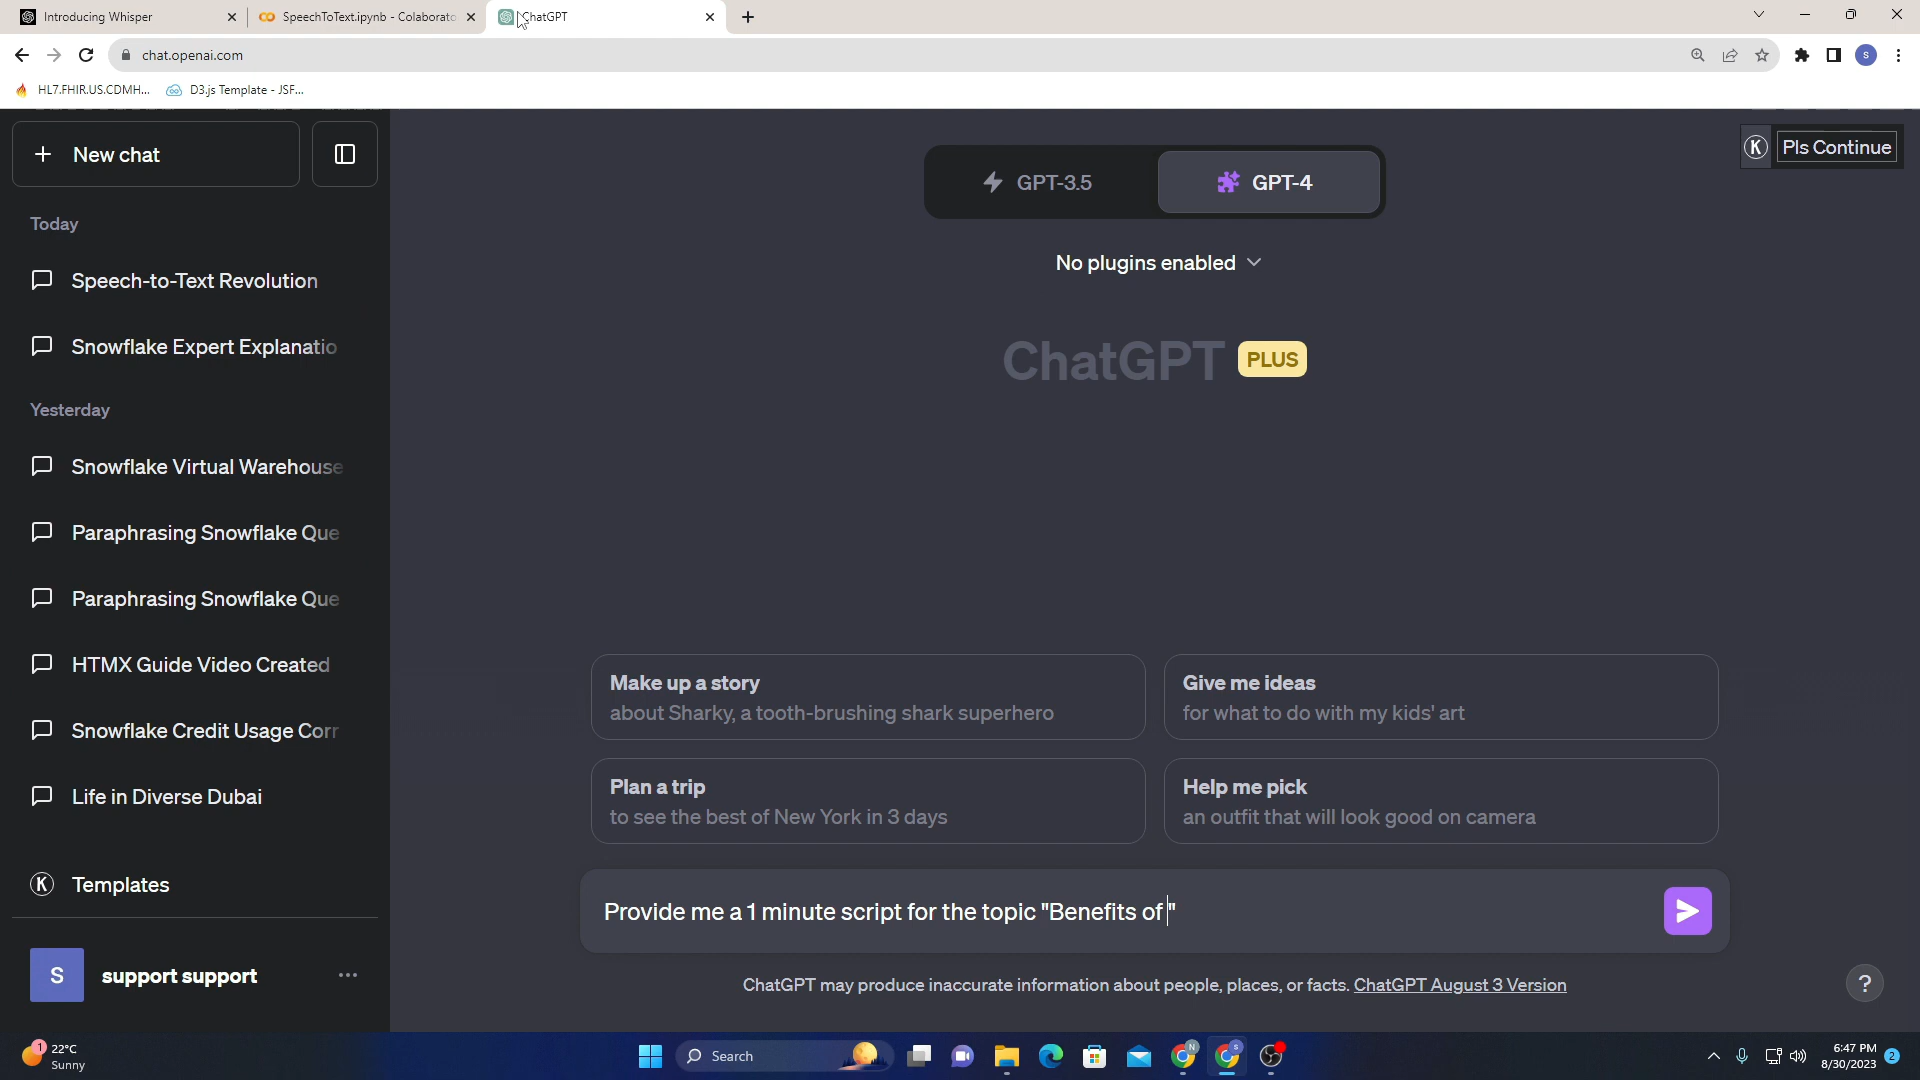 Introducing Whisper
SpeechToText.ipynb - Colaborato
ChatGPT
chat.openai.com
S
HL7.FHIR.US.CDMH...
D3.js Template - JSF...
New chat
Today
Speech-to-Text Revolution
Snowflake Expert Explanatio
Yesterday
Snowflake Virtual Warehouse
Paraphrasing Snowflake Que
Paraphrasing Snowflake Que
HTMX Guide Video Created
Snowflake Credit Usage Corr
Life in Diverse Dubai
K Templates
S support support
GPT-3.5
GPT-4
K Pls Continue
No plugins enabled
ChatGPT PLUS
Make up a story
about Sharky, a tooth-brushing shark superhero
Give me ideas
for what to do with my kids' art
Plan a trip
to see the best of New York in 3 days
Help me pick
an outfit that will look good on camera
Provide me a 1 minute script for the topic "Benefits of "
ChatGPT may produce inaccurate information about people, places, or facts. ChatGPT August 3 Version
?
1
22°C
Sunny
Search
N
S
6:47 PM
8/30/2023
2